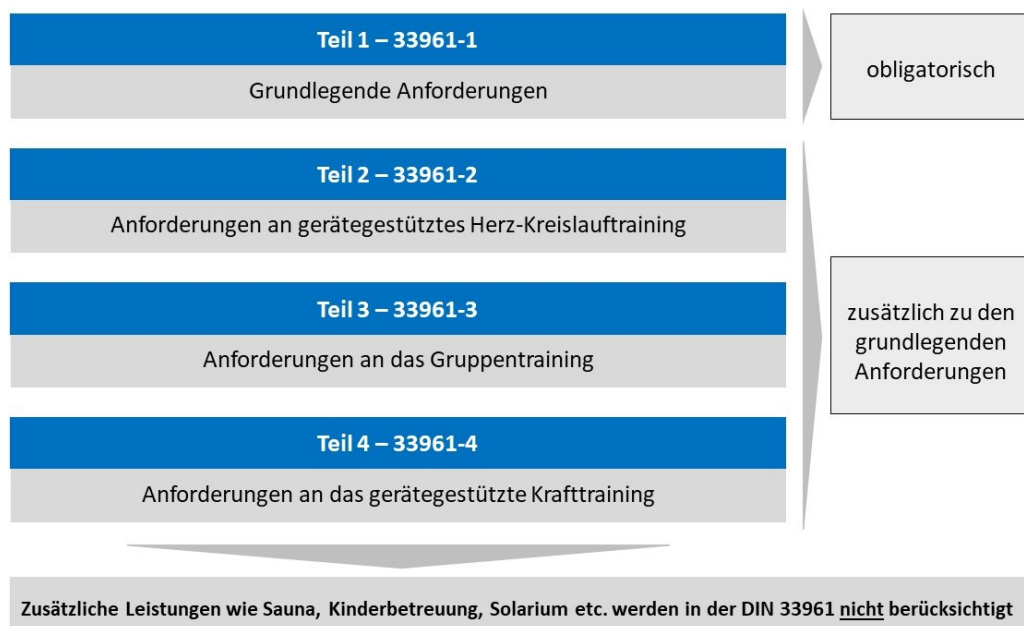 Teil 1 – 33961-1
Grundlegende Anforderungen
obligatorisch
Teil 2 – 33961-2
Anforderungen an gerätegestütztes Herz-Kreislauftraining
Teil 3 – 33961-3
Anforderungen an das Gruppentraining
Teil 4 – 33961-4
Anforderungen an das gerätegestützte Krafttraining
zusätzlich zu den
grundlegenden
Anforderungen
Zusätzliche Leistungen wie Sauna, Kinderbetreuung, Solarium etc. werden in der DIN 33961 nicht berücksichtigt